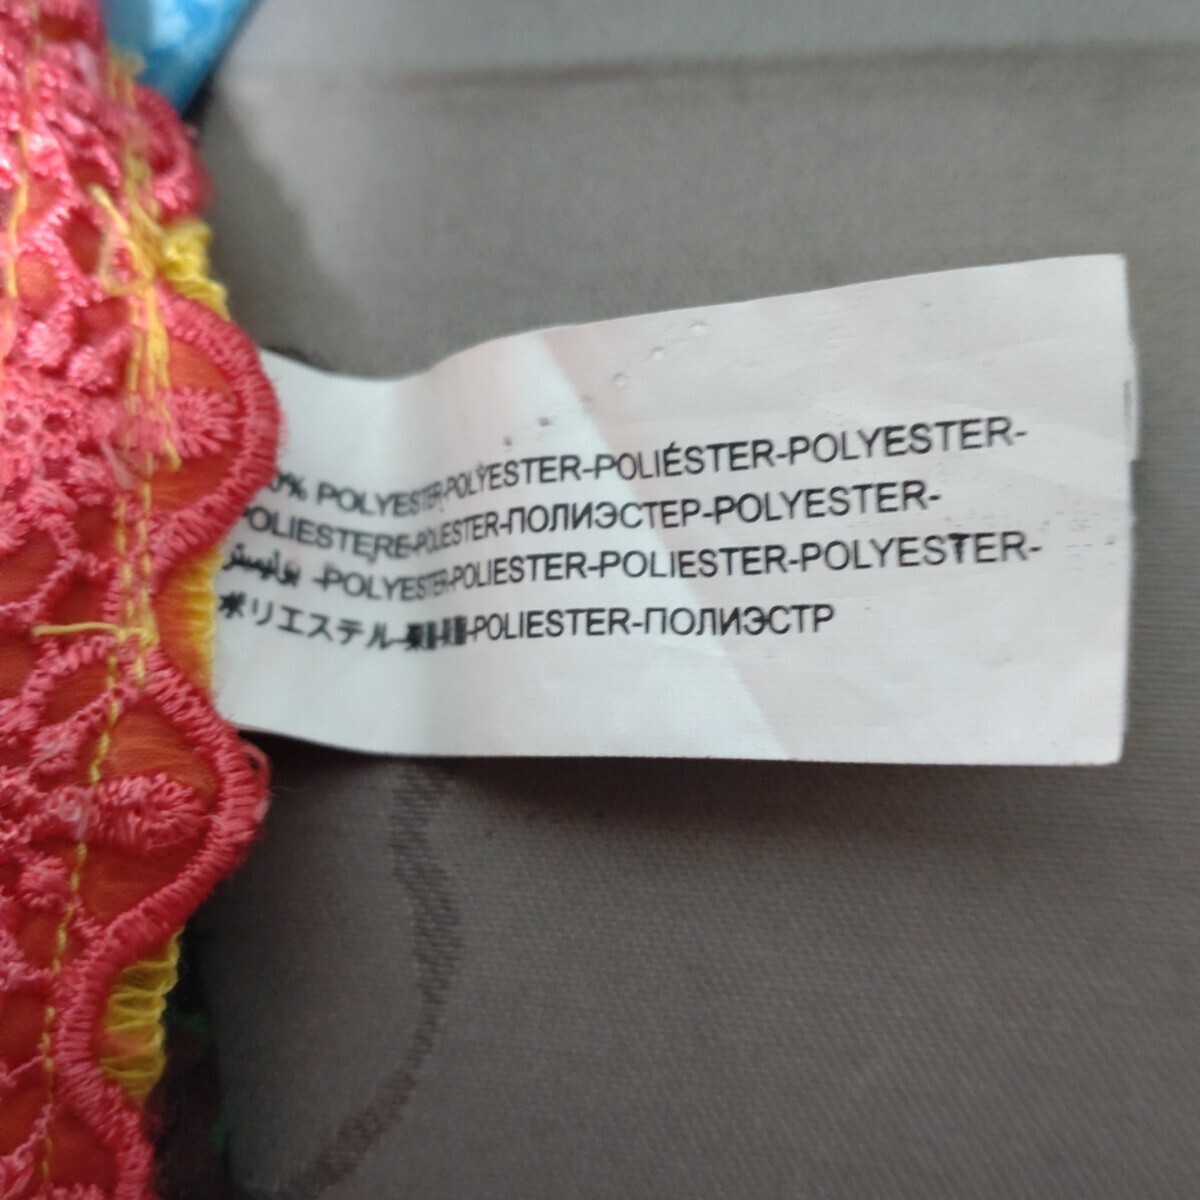 0% POLYESTER-POLYESTER-POLIÉSTER-POLYESTER-
POLIESTERE-POLIESTER-ПОЛИЭСТЕР-POLYESTER-
-POLYESTER-POLIESTER-POLIESTER-POLYESTER-
ポリエステル-POLIESTER-ПОЛИЭСТР